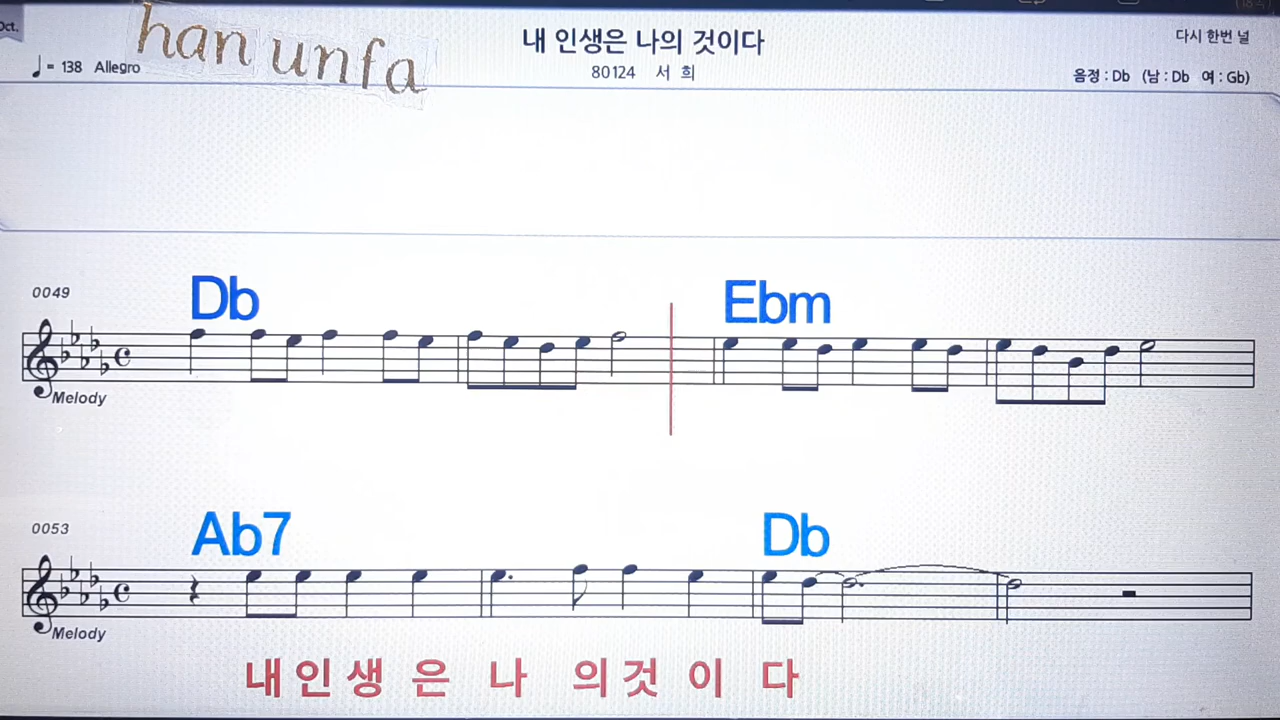 Oct.
han unfa
내 인생은 나의 것이다
다시 한번 널
♩= 138 Allegro
80124 서 희
음정 : Db (남 : Db 여 : Gb)
0049
Db Ebm
Melody
0053
Ab7 Db
Melody
내 인 생 은 나 의 것 이 다